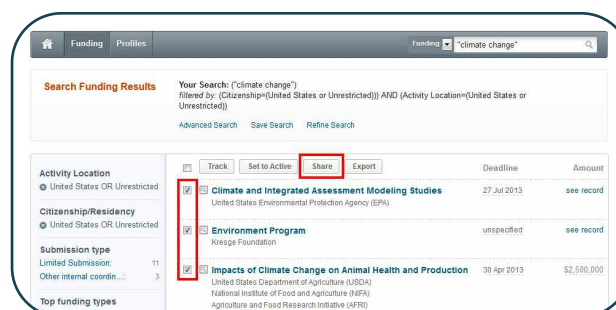 Funding Profiles Funding "climate change"
Search Funding Results
Your Search: ("climate change")
filtered by: (Citizenship=(United States or Unrestricted))) AND (Activity Location=(United States or
Unrestricted))
Advanced Search Save Search Refine Search
Activity Location
United States OR Unrestricted
Citizenship/Residency
United States OR Unrestricted
Submission type
Limited Submission: 11
Other internal coordin...: 3
Top funding types
Track Set to Active Share Export Deadline Amount
Climate and Integrated Assessment Modeling Studies 27 Jul 2013 see record
United States Environmental Protection Agency (EPA)
Environment Program unspecified see record
Kresge Foundation
Impacts of Climate Change on Animal Health and Production 30 Apr 2013 $2,500,000
United States Department of Agriculture (USDA)
National Institute of Food and Agriculture (NIFA)
Agriculture and Food Research Initiative (AFRI)